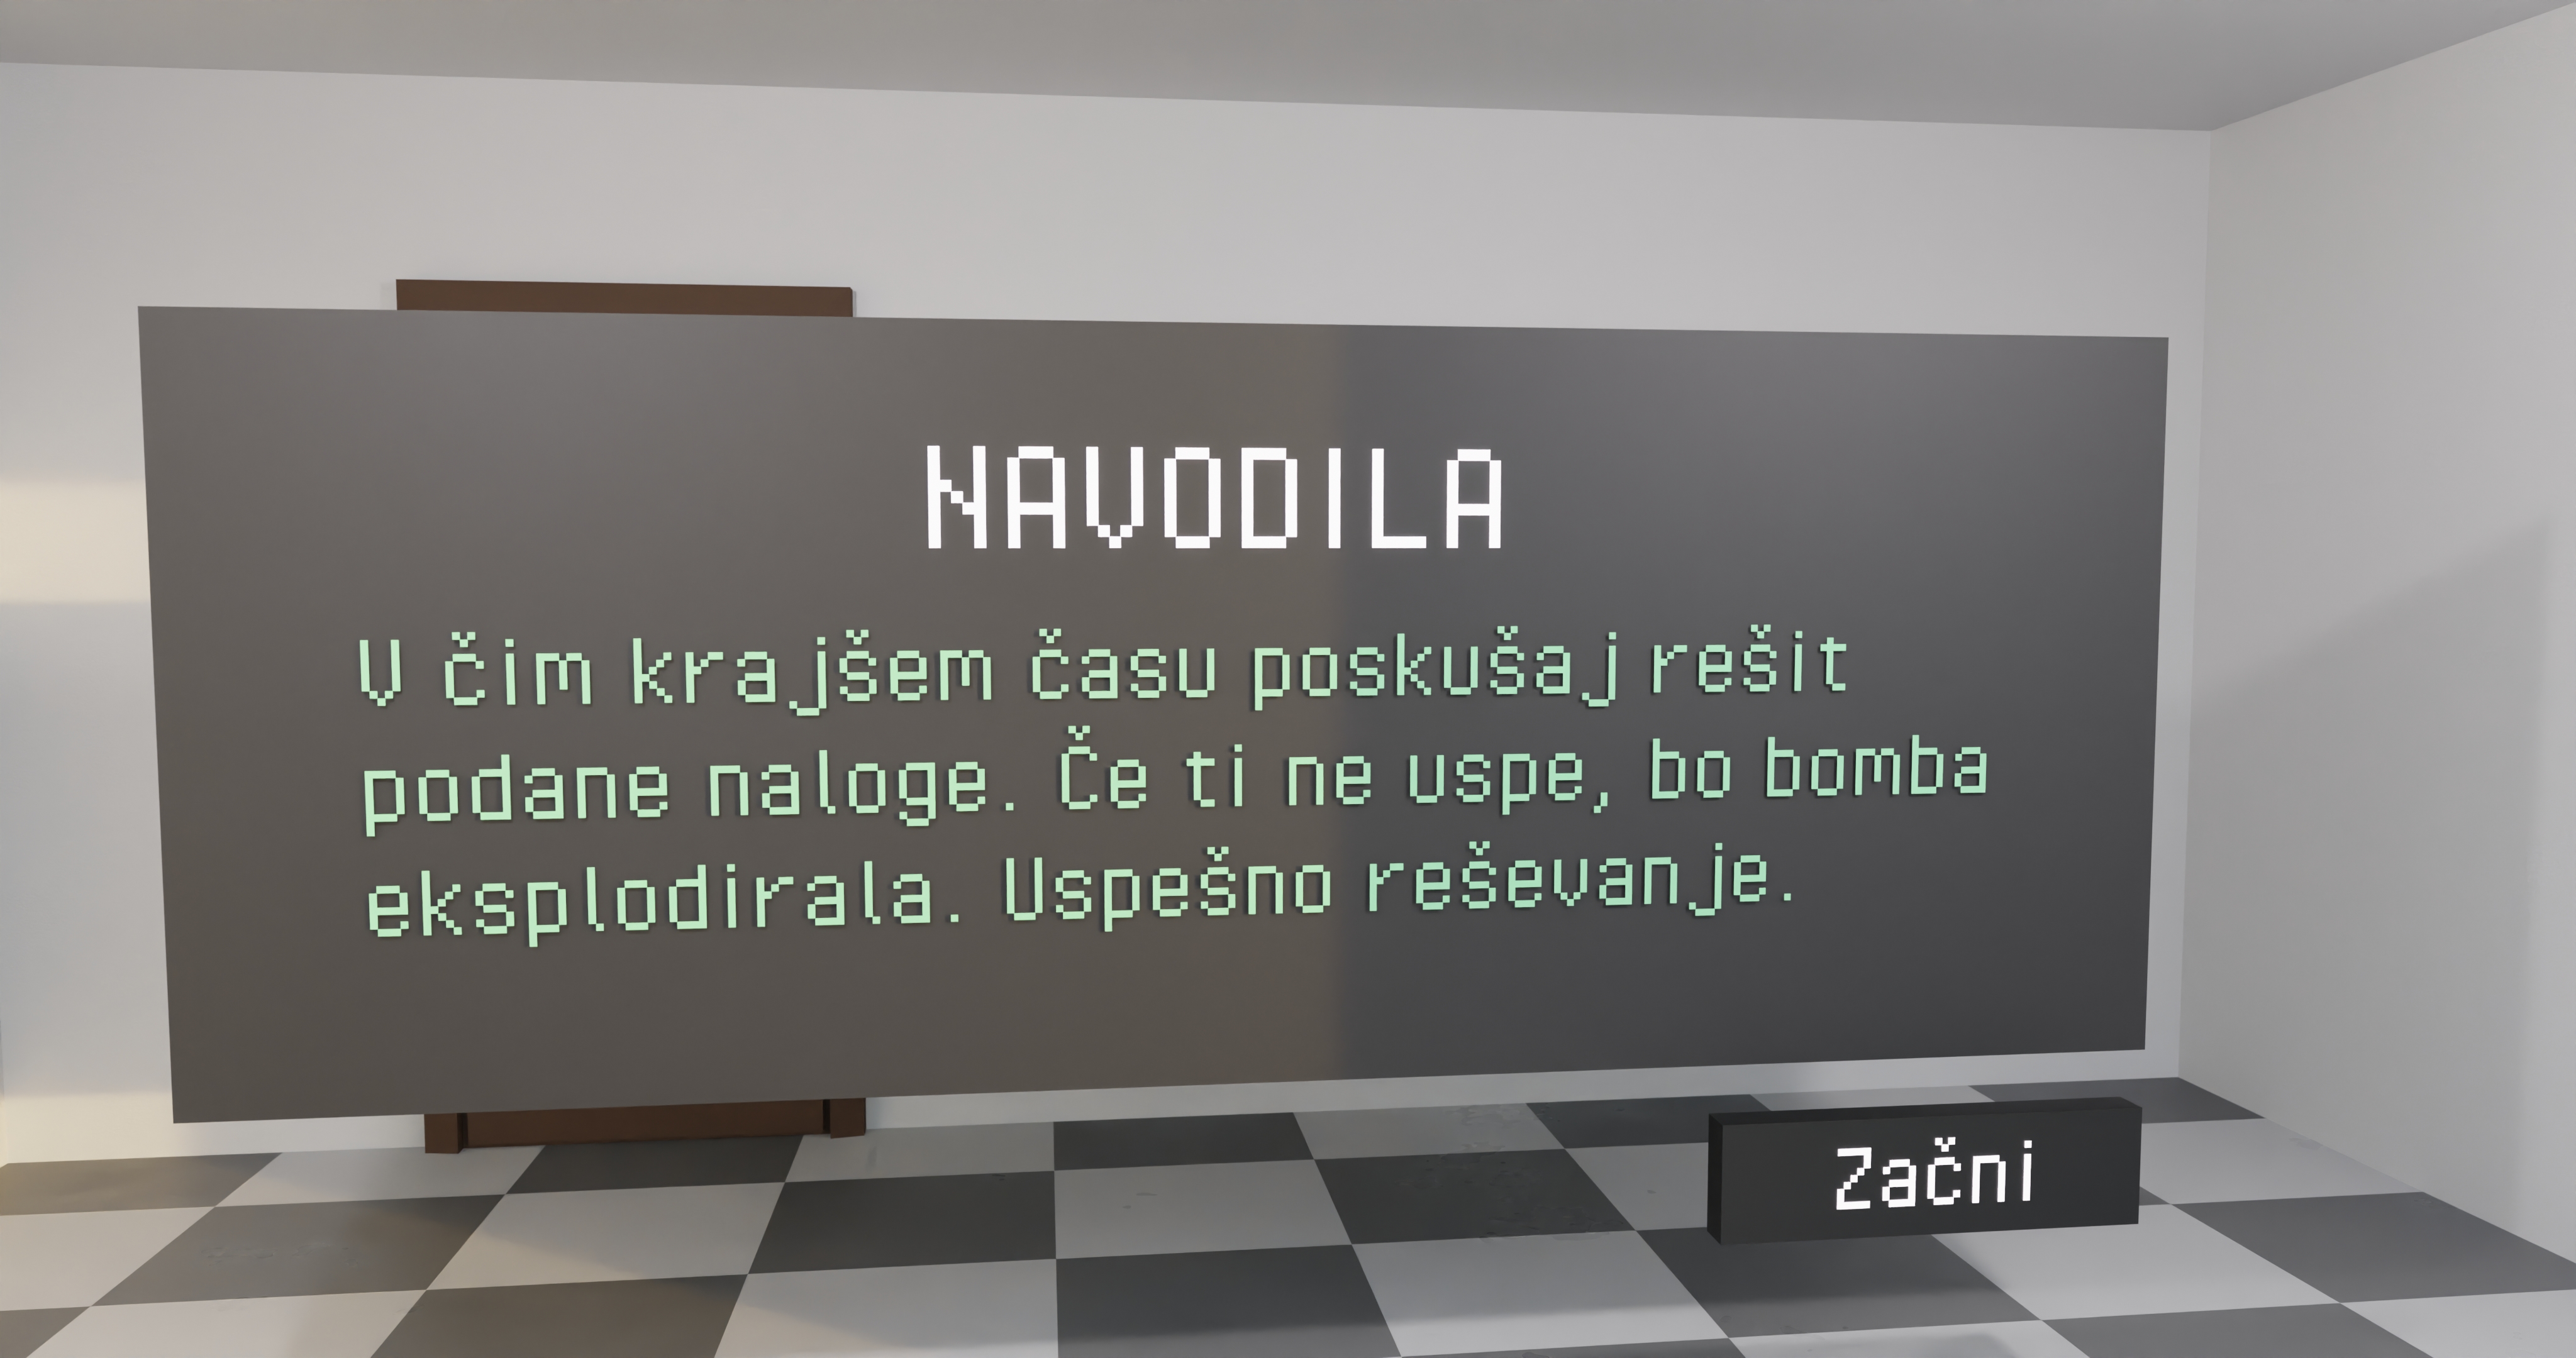 NAVODILA
V čim krajšem času poskušaj rešit
podane naloge. Če ti ne uspe, bo bomba
eksplodirala. Uspešno reševanje.
Začni